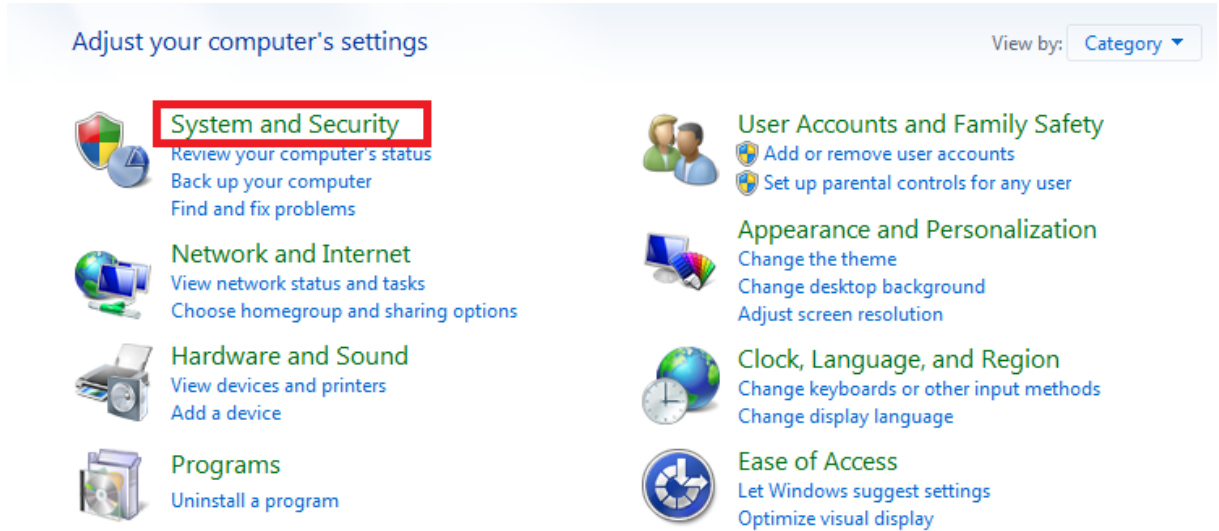 Adjust your computer's settings
View by: Category
System and Security
Review your computer's status
Back up your computer
Find and fix problems
Network and Internet
View network status and tasks
Choose homegroup and sharing options
Hardware and Sound
View devices and printers
Add a device
Programs
Uninstall a program
User Accounts and Family Safety
Add or remove user accounts
Set up parental controls for any user
Appearance and Personalization
Change the theme
Change desktop background
Adjust screen resolution
Clock, Language, and Region
Change keyboards or other input methods
Change display language
Ease of Access
Let Windows suggest settings
Optimize visual display